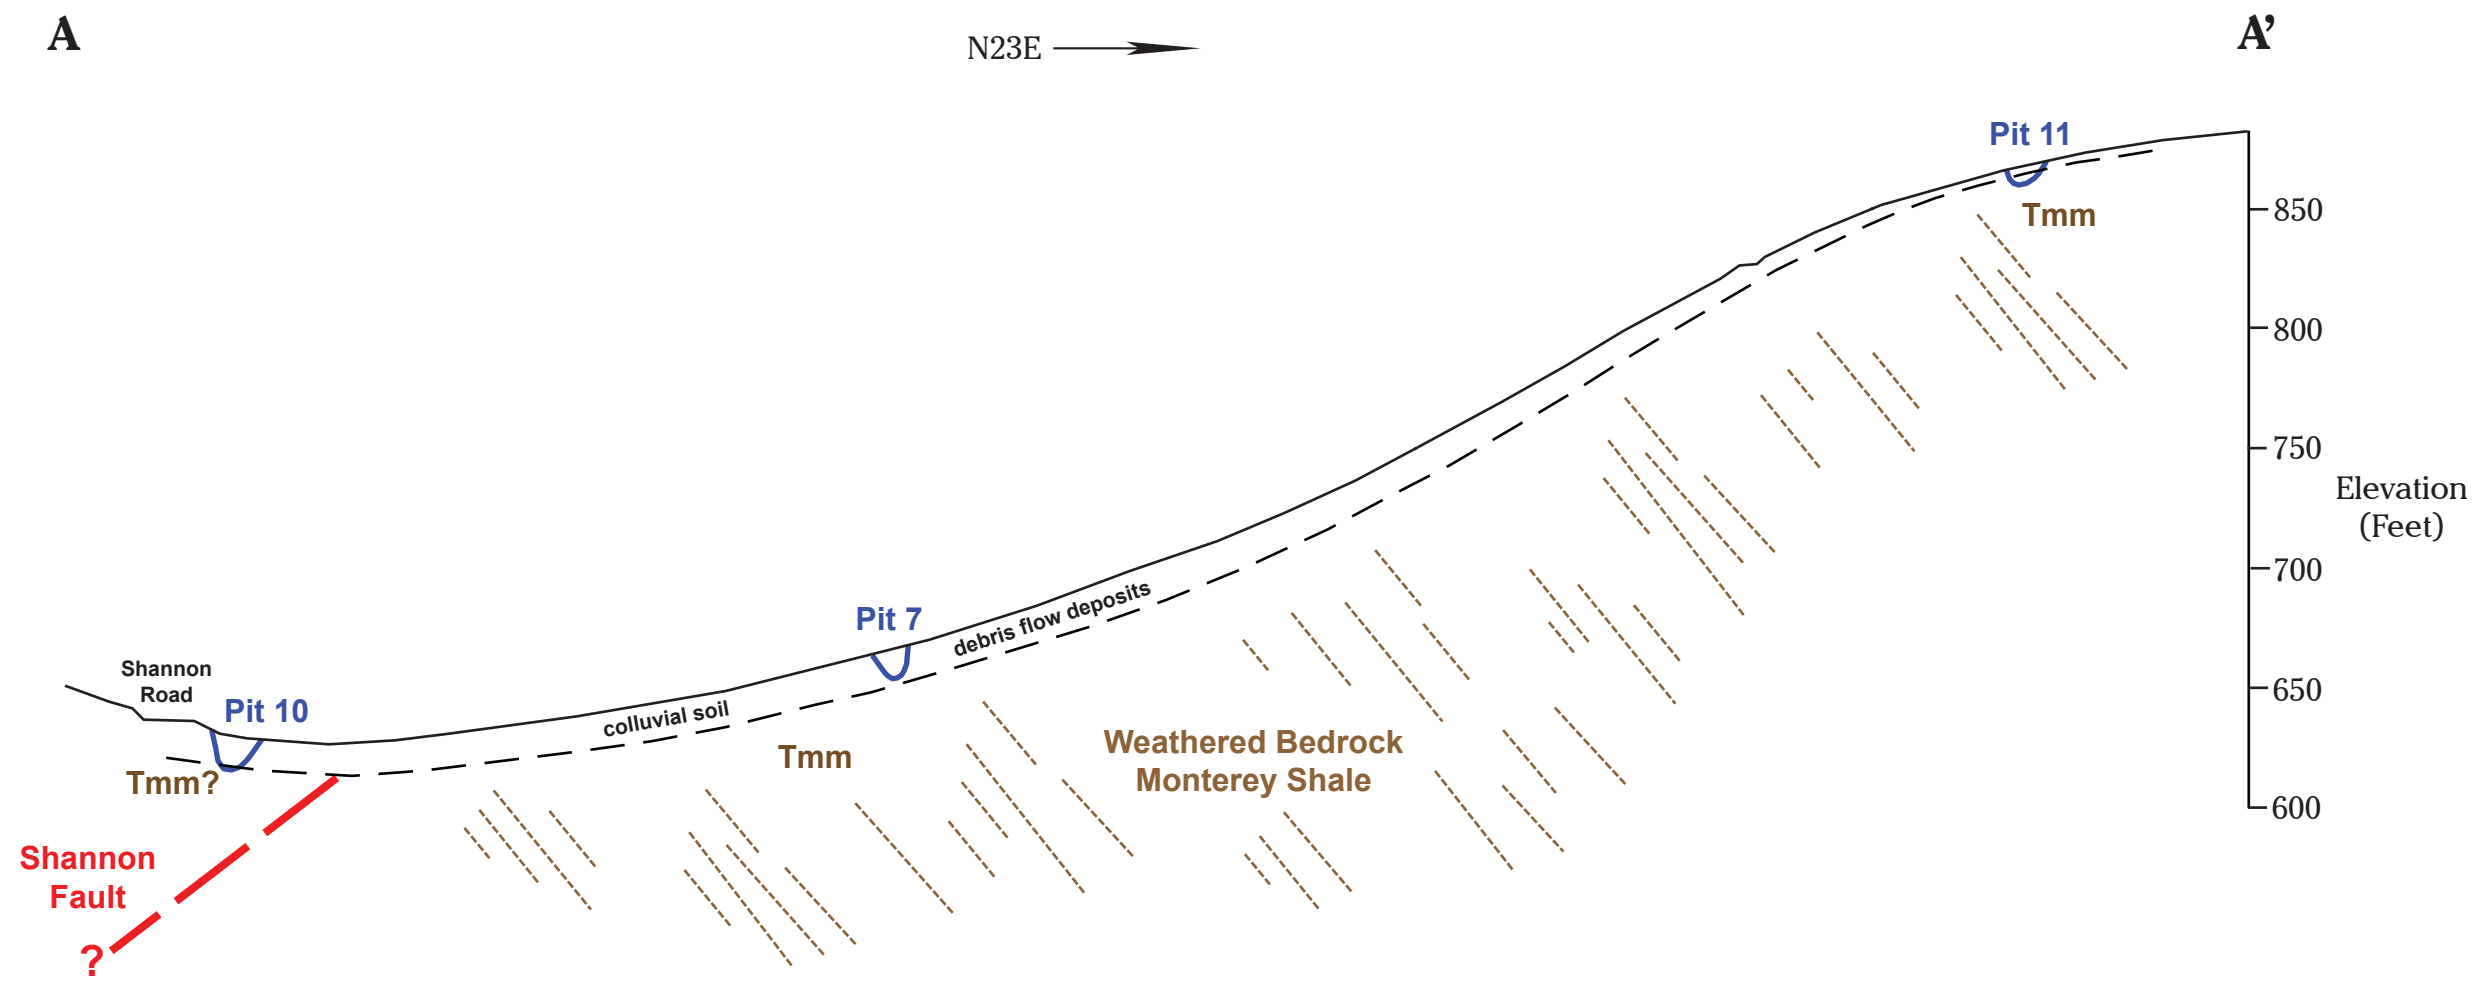 A
N23E
A’
Pit 11
Tmm
850
800
750
Elevation
(Feet)
700
650
600
Pit 7
debris flow deposits
Shannon
Road
Pit 10
colluvial soil
Tmm
Weathered Bedrock
Monterey Shale
Tmm?
Shannon
Fault
?